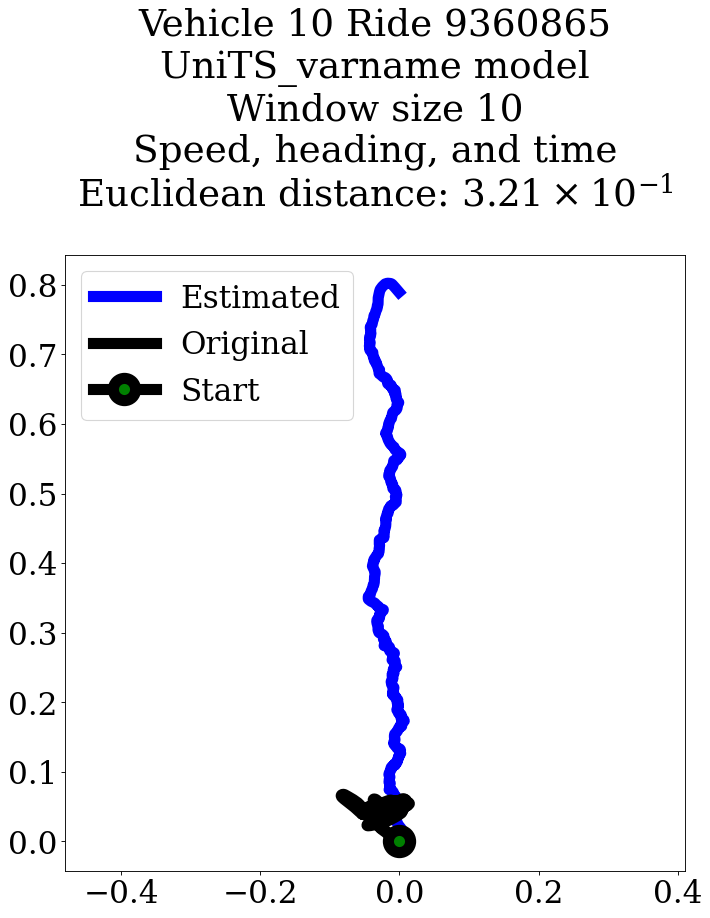 Vehicle 10 Ride 9360865
UniTS_varname model
Window size 10
Speed, heading, and time
Euclidean distance: 3.21 × 10⁻¹
Estimated
Original
Start
0.8
0.7
0.6
0.5
0.4
0.3
0.2
0.1
0.0
−0.4 −0.2 0.0 0.2 0.4